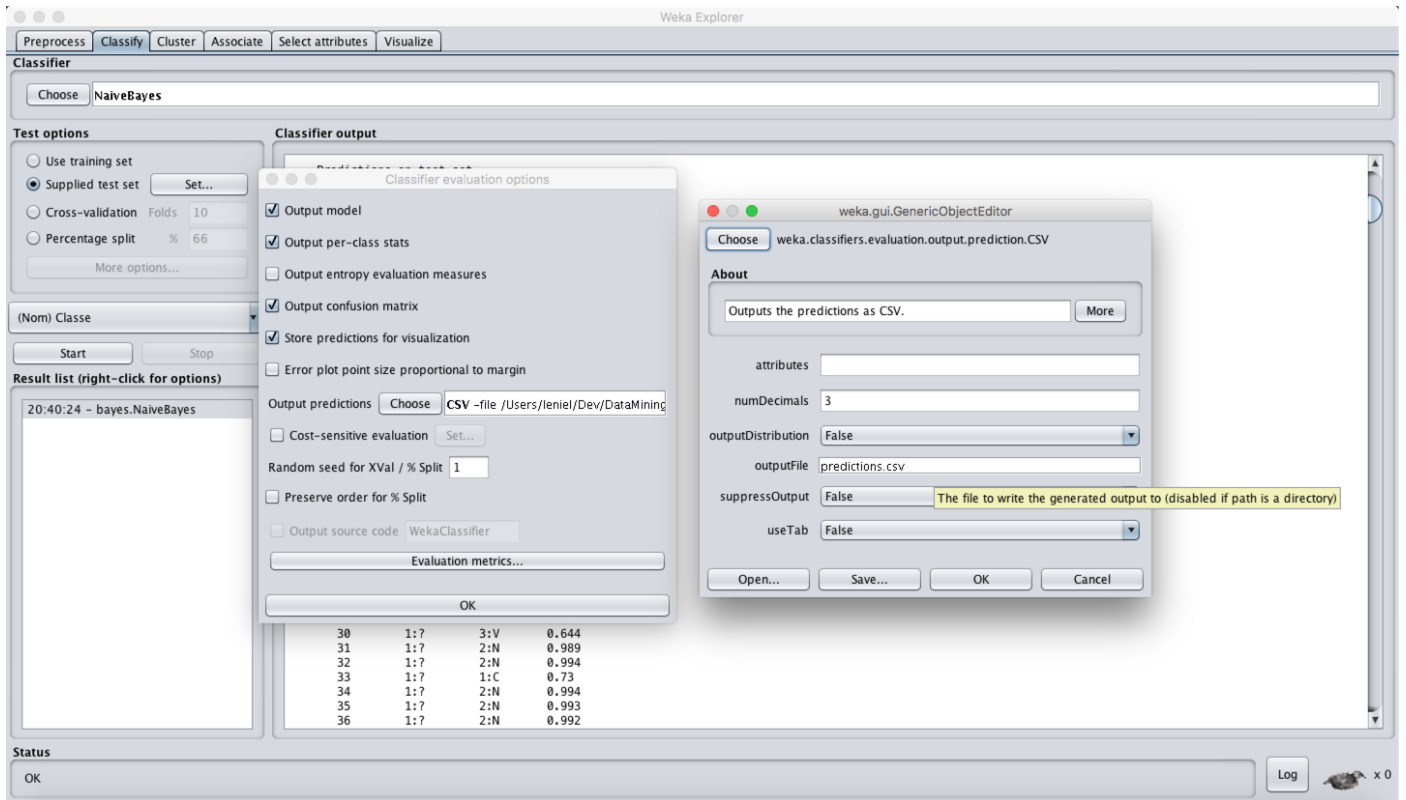 Weka Explorer
Preprocess Classify Cluster Associate Select attributes Visualize
Classifier
Choose NaiveBayes
Test options
Use training set
Supplied test set Set...
Cross-validation Folds 10
Percentage split % 66
More options...
(Nom) Classe
Start Stop
Result list (right-click for options)
20:40:24 - bayes.NaiveBayes
Classifier output
Classifier evaluation options
Output model
Output per-class stats
Output entropy evaluation measures
Output confusion matrix
Store predictions for visualization
Error plot point size proportional to margin
Output predictions Choose CSV -file /Users/leniel/Dev/DataMining
Cost-sensitive evaluation Set...
Random seed for XVal / % Split 1
Preserve order for % Split
Output source code WekaClassifier
Evaluation metrics...
OK
weka.gui.GenericObjectEditor
Choose weka.classifiers.evaluation.output.prediction.CSV
About
Outputs the predictions as CSV. More
attributes
numDecimals 3
outputDistribution False
outputFile predictions.csv
suppressOutput False
The file to write the generated output to (disabled if path is a directory)
useTab False
Open... Save... OK Cancel
30 1:? 3:V 0.644
31 1:? 2:N 0.989
32 1:? 2:N 0.994
33 1:? 1:C 0.73
34 1:? 2:N 0.994
35 1:? 2:N 0.993
36 1:? 2:N 0.992
Status
OK
Log x 0